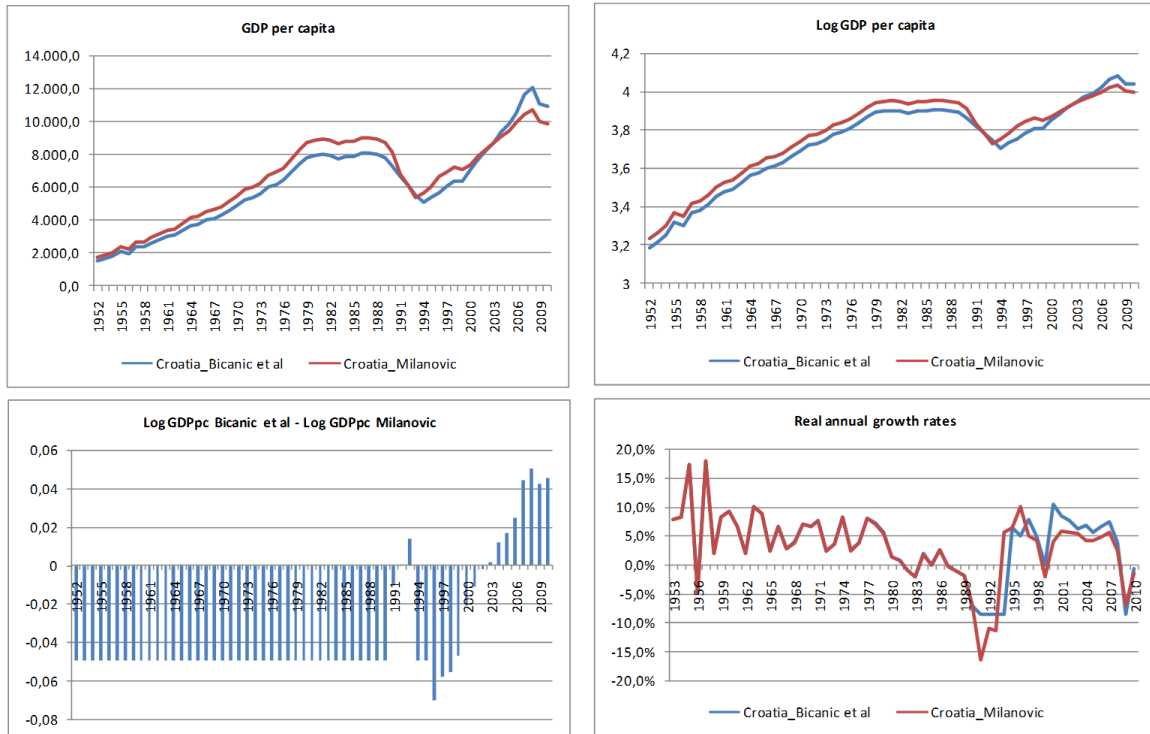 GDP per capita
14.000,0
12.000,0
10.000,0
8.000,0
6.000,0
4.000,0
2.000,0
0,0
1952 1955 1958 1961 1964 1967 1970 1973 1976 1979 1982 1985 1988 1991 1994 1997 2000 2003 2006 2009
Croatia_Bicanic et al Croatia_Milanovic
Log GDP per capita
4,2
4
3,8
3,6
3,4
3,2
3
1952 1955 1958 1961 1964 1967 1970 1973 1976 1979 1982 1985 1988 1991 1994 1997 2000 2003 2006 2009
Croatia_Bicanic et al Croatia_Milanovic
Log GDPpc Bicanic et al - Log GDPpc Milanovic
0,06
0,04
0,02
0
-0,02
-0,04
-0,06
-0,08
1952 1955 1958 1961 1964 1967 1970 1973 1976 1979 1982 1985 1988 1991 1994 1997 2000 2003 2006 2009
Real annual growth rates
20,0%
15,0%
10,0%
5,0%
0,0%
-5,0%
-10,0%
-15,0%
-20,0%
1953 1956 1959 1962 1965 1968 1971 1974 1977 1980 1983 1986 1989 1992 1995 1998 2001 2004 2007 2010
Croatia_Bicanic et al Croatia_Milanovic